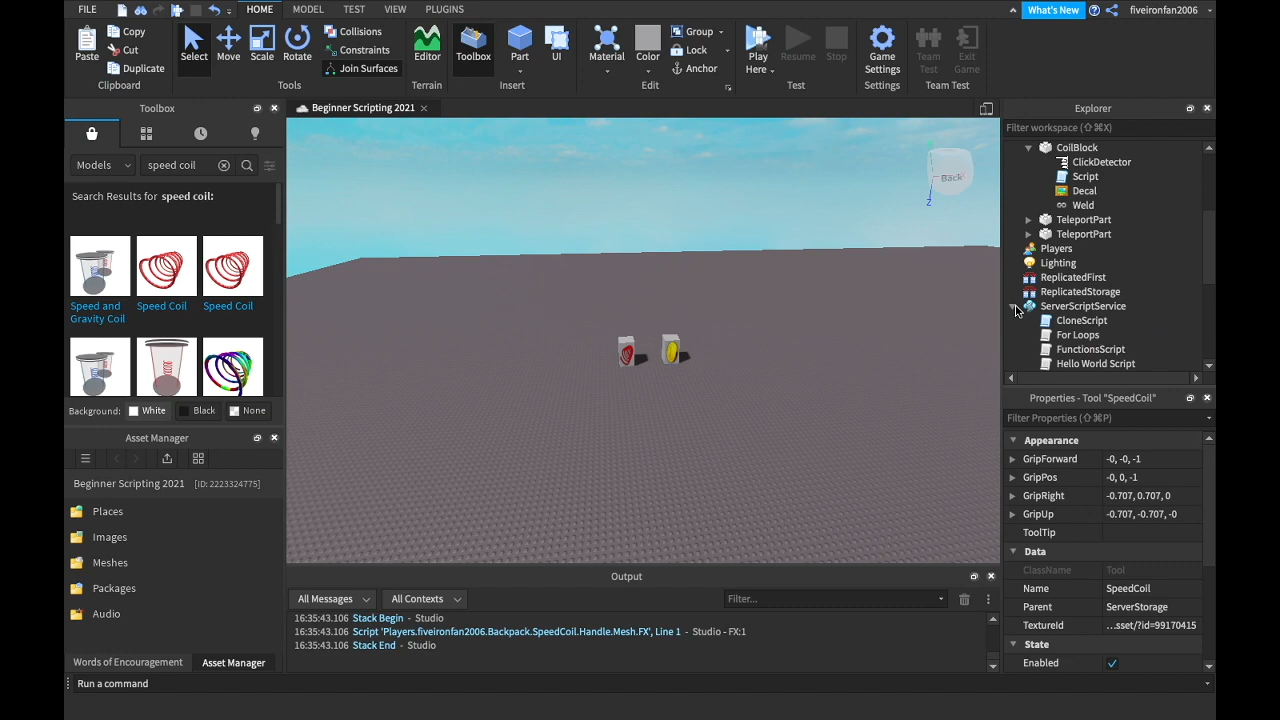 FILE HOME MODEL TEST VIEW PLUGINS What's New fiveironfan2006
Paste Copy Cut Duplicate Select Move Scale Rotate Collisions Constraints Join Surfaces Editor Toolbox Part UI Material Color Group Lock Anchor Play Here Resume Stop Game Settings Team Test Exit Game
Clipboard Tools Terrain Insert Edit Test Settings Team Test
Toolbox
Models speed coil
Search Results for speed coil:
Speed and Gravity Coil
Speed Coil
Speed Coil
Background: White Black None
Asset Manager
Beginner Scripting 2021 [ID: 2223324775]
Places
Images
Meshes
Packages
Audio
Words of Encouragement Asset Manager
Run a command
Beginner Scripting 2021
Back
Z
Output
All Messages All Contexts Filter...
16:35:43.106 Stack Begin - Studio
16:35:43.106 Script 'Players.fiveironfan2006.Backpack.SpeedCoil.Handle.Mesh.FX', Line 1 - Studio - FX:1
16:35:43.106 Stack End - Studio
Explorer
Filter workspace (⇧⌘X)
CoilBlock
ClickDetector
Script
Decal
Weld
TeleportPart
TeleportPart
Players
Lighting
ReplicatedFirst
ReplicatedStorage
ServerScriptService
CloneScript
For Loops
FunctionsScript
Hello World Script
Properties - Tool "SpeedCoil"
Filter Properties (⇧⌘P)
Appearance
GripForward -0, -0, -1
GripPos -0, 0, -1
GripRight -0.707, 0.707, 0
GripUp -0.707, -0.707, -0
ToolTip
Data
ClassName Tool
Name SpeedCoil
Parent ServerStorage
TextureId ...sset/?id=99170415
State
Enabled